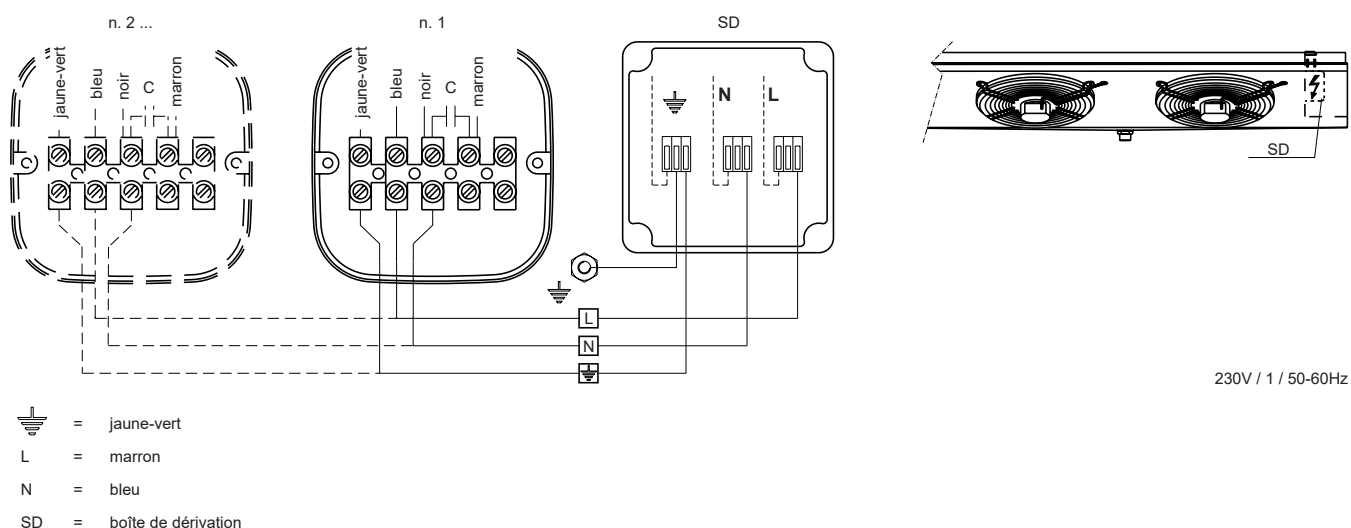 n. 2 ...
n. 1
SD
jaune-vert
bleu
noir
C
marron
jaune-vert
bleu
noir
C
marron
N
L
SD
L
N
230V / 1 / 50-60Hz
= jaune-vert
L = marron
N = bleu
SD = boîte de dérivation